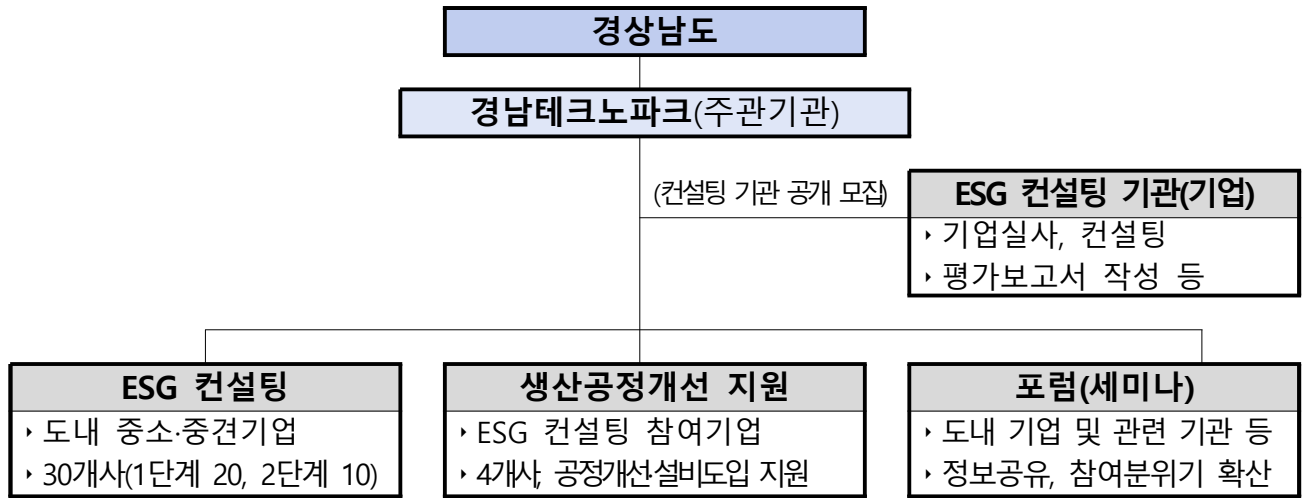 경상남도
경남테크노파크(주관기관)
(컨설팅 기관 공개 모집)
ESG 컨설팅 기관(기업)
‣기업실사, 컨설팅
‣평가보고서 작성 등
ESG 컨설팅
‣도내 중소·중견기업
‣30개사(1단계 20, 2단계 10)
생산공정개선 지원
‣ESG 컨설팅 참여기업
‣4개사, 공정개선·설비도입 지원
포럼(세미나)
‣도내 기업 및 관련 기관 등
‣정보공유, 참여분위기 확산